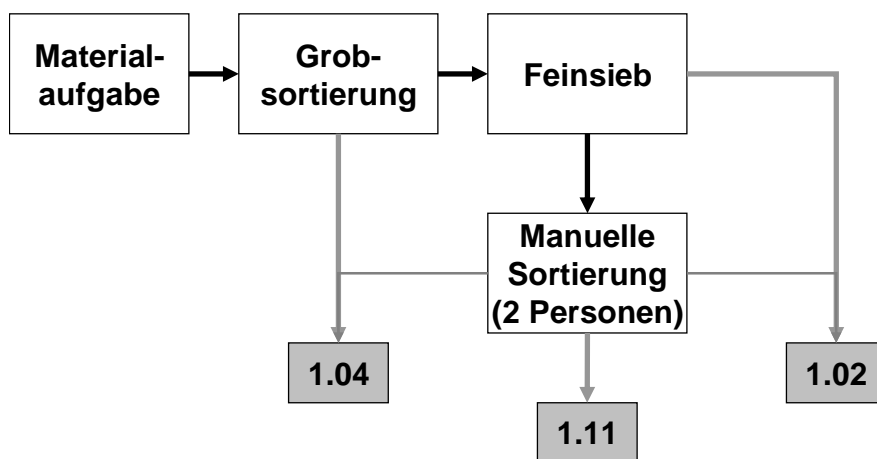 Material-
aufgabe
Grob-
sortierung
Feinsieb
Manuelle
Sortierung
(2 Personen)
1.04
1.02
1.11